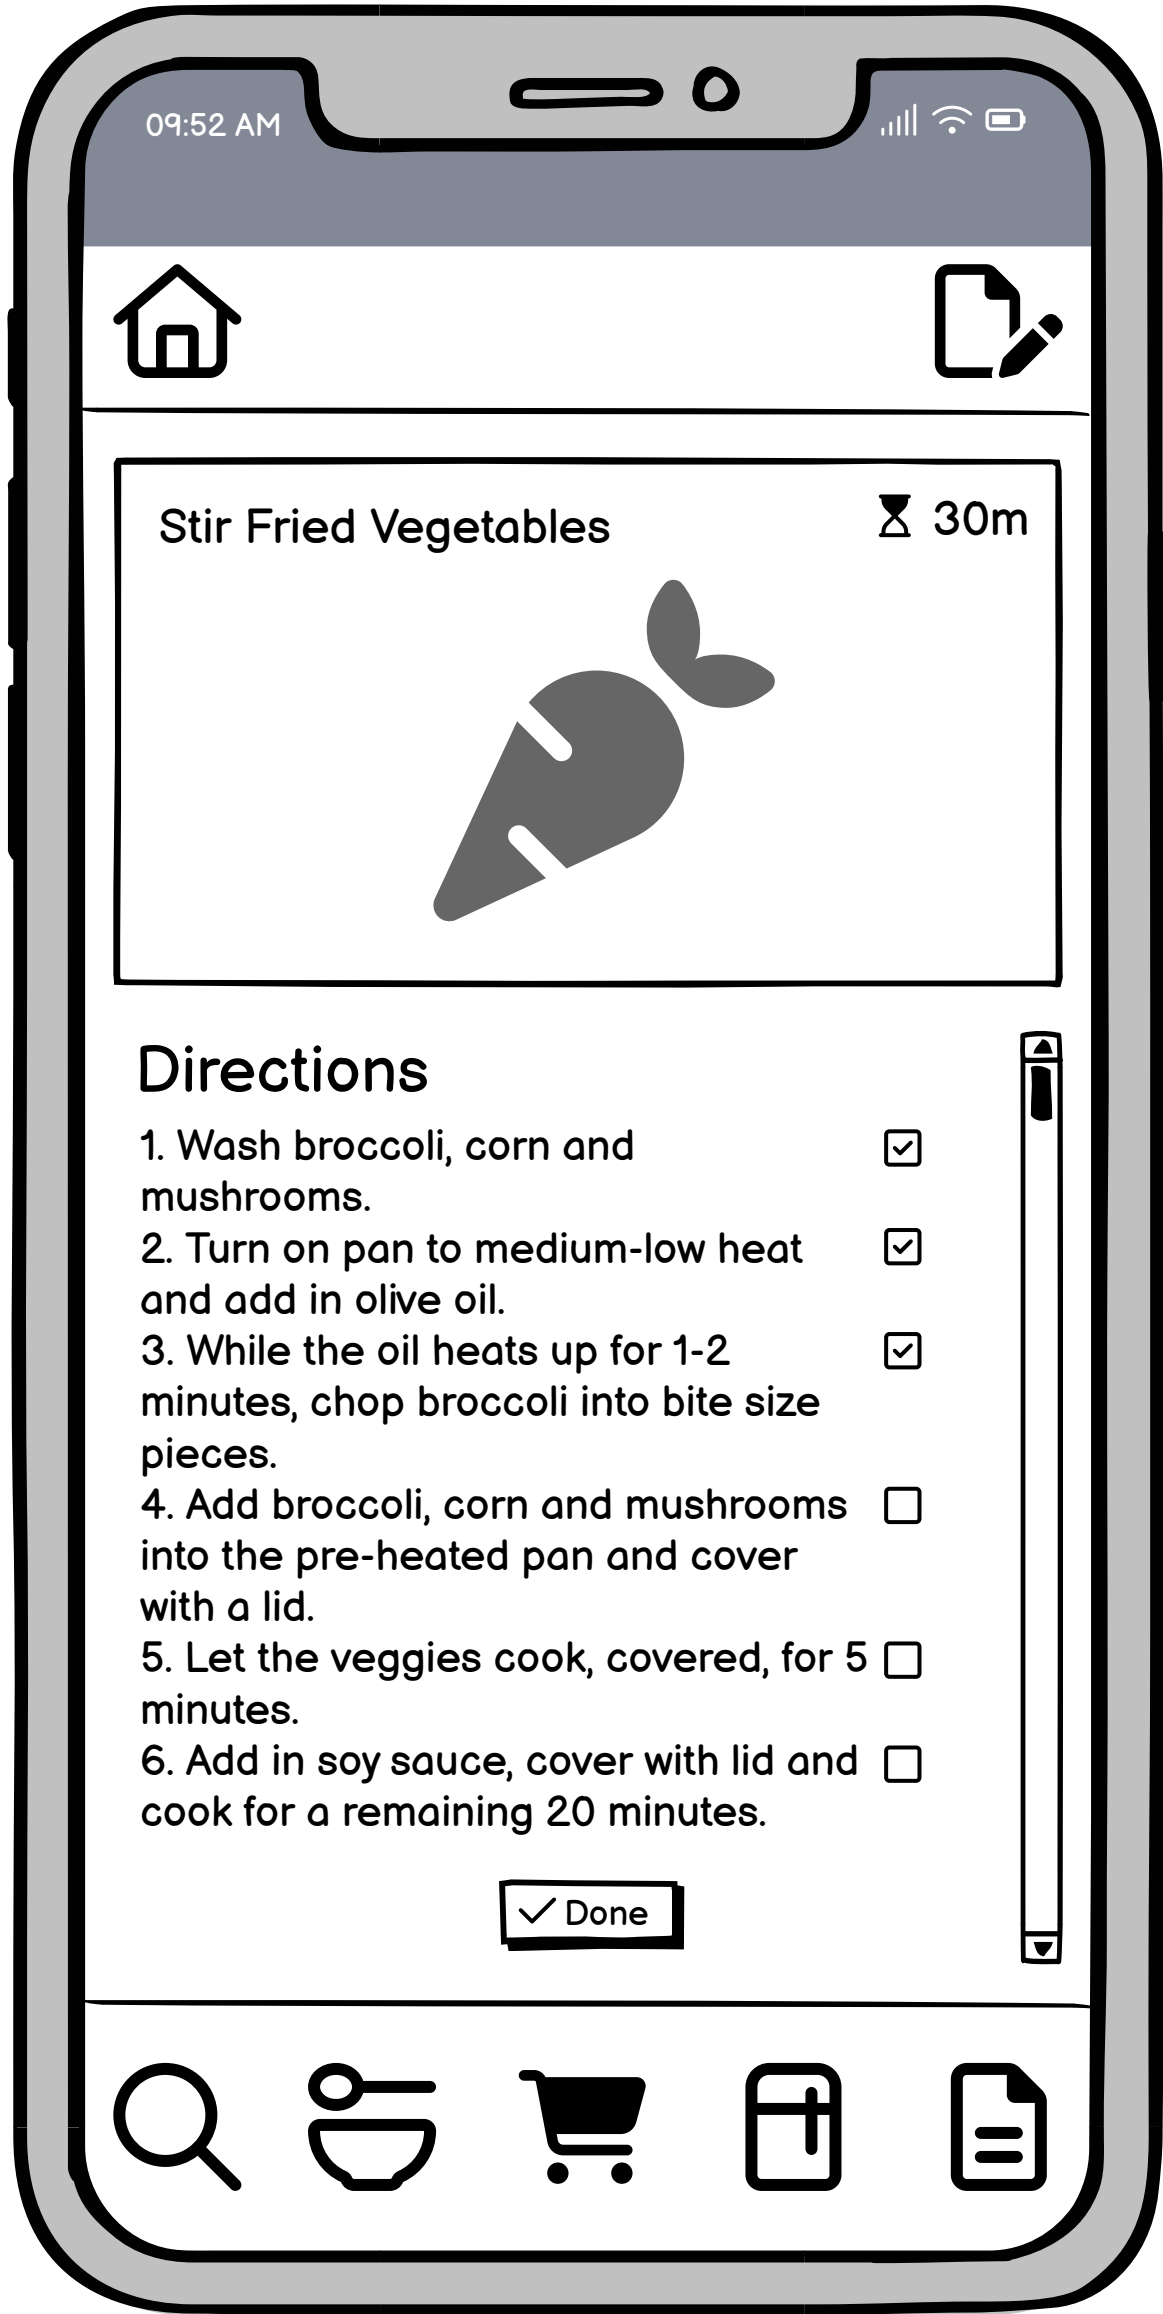 09:52 AM
Stir Fried Vegetables
30m
Directions
1. Wash broccoli, corn and
mushrooms.
2. Turn on pan to medium-low heat
and add in olive oil.
3. While the oil heats up for 1-2
minutes, chop broccoli into bite size
pieces.
4. Add broccoli, corn and mushrooms
into the pre-heated pan and cover
with a lid.
5. Let the veggies cook, covered, for 5
minutes.
6. Add in soy sauce, cover with lid and
cook for a remaining 20 minutes.
Done